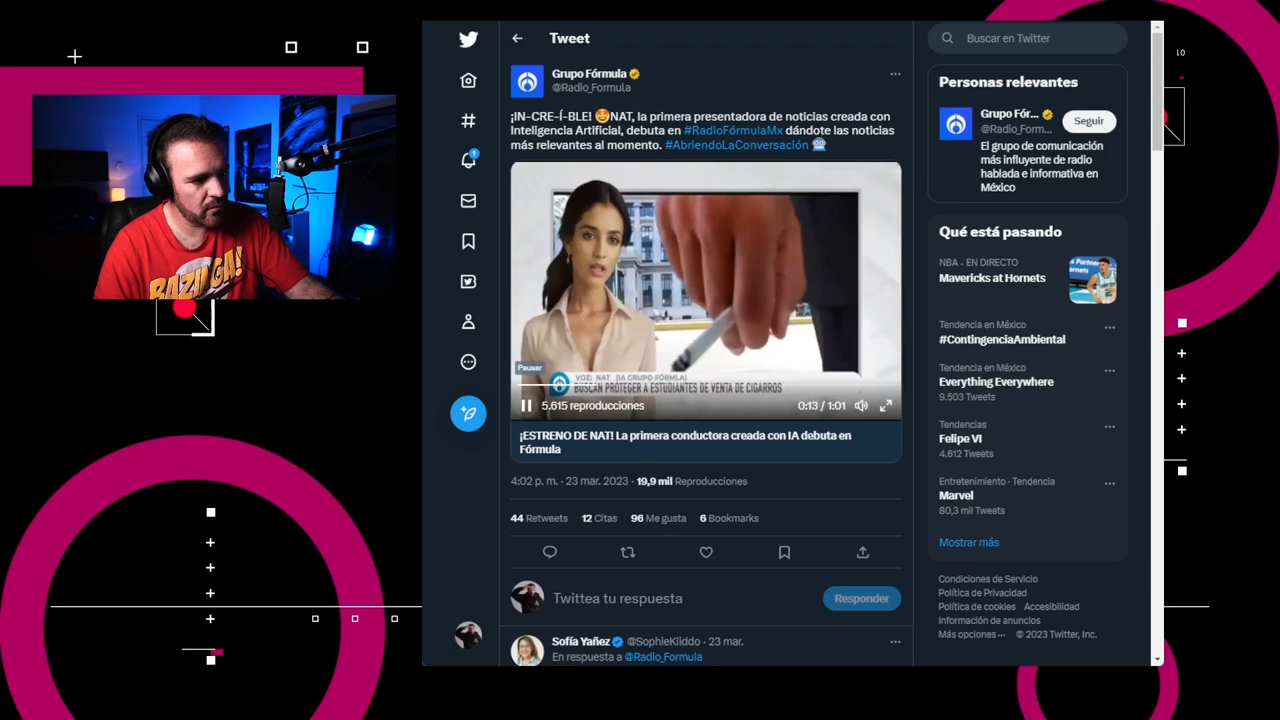 BAZINGA!
Tweet
Grupo Fórmula
@Radio_Formula
¡IN-CRE-Í-BLE! 🤩NAT, la primera presentadora de noticias creada con
Inteligencia Artificial, debuta en #RadioFórmulaMx dándote las noticias
más relevantes al momento. #AbriendoLaConversación 🤖
Pausar
VOZ: NAT (IA GRUPO FÓRMLA)
BUSCAN PROTEGER A ESTUDIANTES DE VENTA DE CIGARROS
5.615 reproducciones
0:13 / 1:01
¡ESTRENO DE NAT! La primera conductora creada con IA debuta en
Fórmula
4:02 p. m. · 23 mar. 2023 · 19,9 mil Reproducciones
44 Retweets 12 Citas 96 Me gusta 6 Bookmarks
Twittea tu respuesta
Responder
Sofía Yañez @SophieKliddo · 23 mar.
En respuesta a @Radio_Formula
Buscar en Twitter
Personas relevantes
Grupo Fór...
@Radio_Form...
Seguir
El grupo de comunicación
más influyente de radio
hablada e informativa en
México
Qué está pasando
NBA · EN DIRECTO
Mavericks at Hornets
Tendencia en México
#ContingenciaAmbiental
Tendencia en México
Everything Everywhere
9.503 Tweets
Tendencias
Felipe VI
4.612 Tweets
Entretenimiento · Tendencia
Marvel
80,3 mil Tweets
Mostrar más
Condiciones de Servicio
Política de Privacidad
Política de cookies Accesibilidad
Información de anuncios
Más opciones ··· © 2023 Twitter, Inc.
10